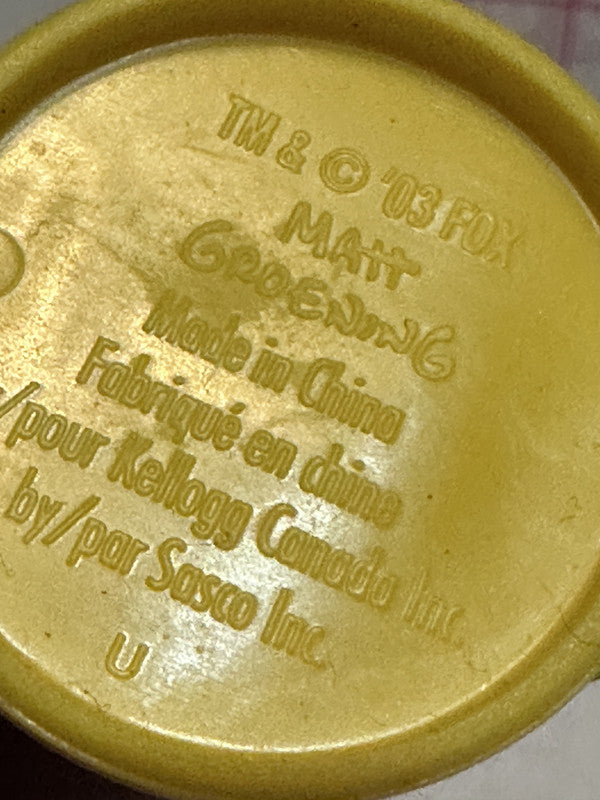 TM & © '03 FOX
MATT
GROENING
Made in China
Fabriqué en chine
/pour Kellogg Canada Inc.
by/par Sasco Inc.
U